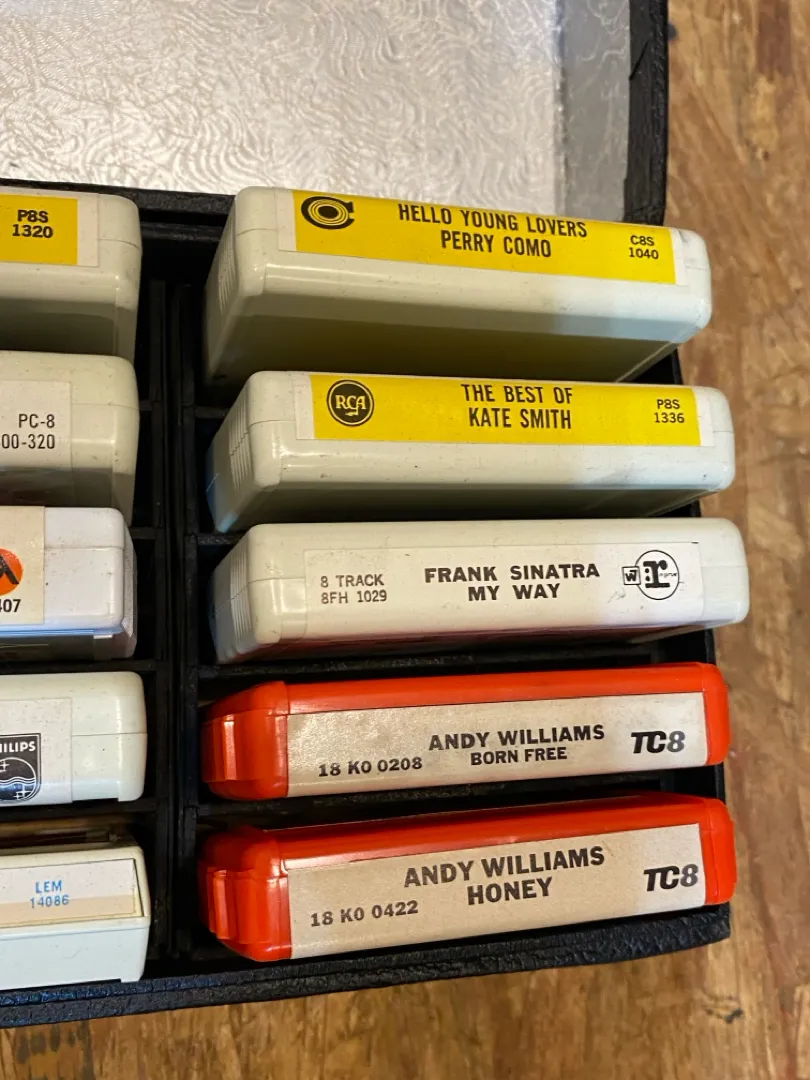 P8S
1320
PC-8
00-320
407
HILIPS
LEM
14086
HELLO YOUNG LOVERS
PERRY COMO
C8S
1040
RCA
THE BEST OF
KATE SMITH
P8S
1336
8 TRACK
8FH 1029
FRANK SINATRA
MY WAY
W
r
ANDY WILLIAMS
BORN FREE
18 K0 0208
TC8
ANDY WILLIAMS
HONEY
18 K0 0422
TC8